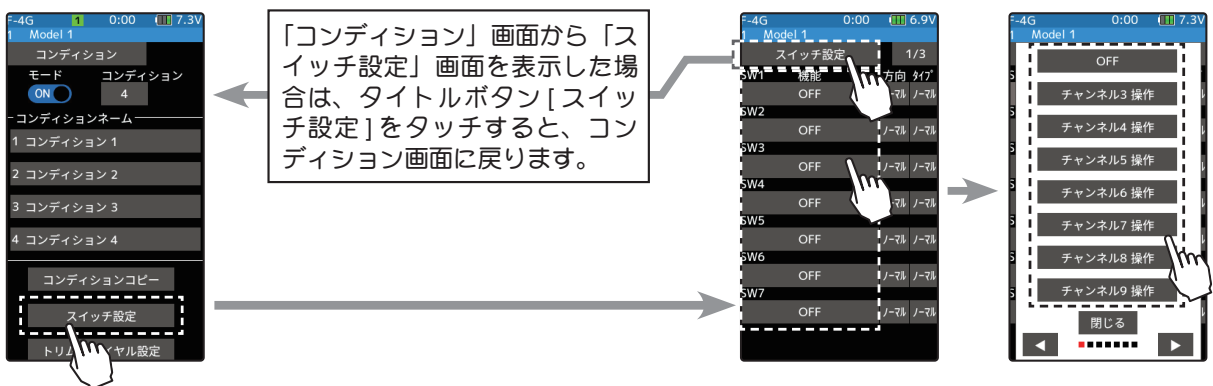 F-4G 1 0:00 7.3V
1 Model 1
コンディション
モード コンディション
ON 4
コンディションネーム
1 コンディション 1
2 コンディション 2
3 コンディション 3
4 コンディション 4
コンディションコピー
スイッチ設定
「コンディション」画面から「ス
イッチ設定」画面を表示した場
合は、タイトルボタン[スイッ
チ設定]をタッチすると、コン
ディション画面に戻ります。
F-4G 0:00 6.9V
1 Model 1
スイッチ設定 1/3
SW1 機能 方向 ﾀｲﾌﾟ
OFF ﾉｰﾏﾙ ﾉｰﾏﾙ
SW2
OFF ﾉｰﾏﾙ ﾉｰﾏﾙ
SW3
OFF ﾉｰﾏﾙ ﾉｰﾏﾙ
SW4
OFF ﾉｰﾏﾙ ﾉｰﾏﾙ
SW5
OFF ﾉｰﾏﾙ ﾉｰﾏﾙ
SW6
OFF ﾉｰﾏﾙ ﾉｰﾏﾙ
SW7
OFF ﾉｰﾏﾙ ﾉｰﾏﾙ
F-4G 0:00 7.3V
1 Model 1
OFF
チャンネル3 操作
チャンネル4 操作
チャンネル5 操作
チャンネル6 操作
チャンネル7 操作
チャンネル8 操作
チャンネル9 操作
閉じる